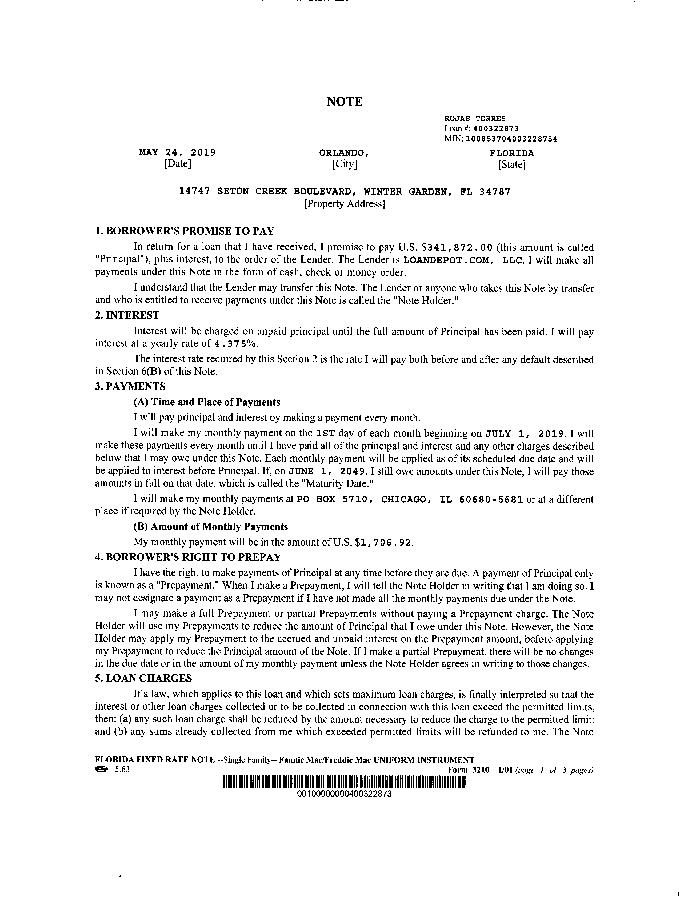 NOTE
ROJAS TORRES
Loan #: 400322873
MIN: 100853704003228754
MAY 24, 2019 ORLANDO, FLORIDA
[Date] [City] [State]
14747 SETON CREEK BOULEVARD, WINTER GARDEN, FL 34787
[Property Address]
1. BORROWER'S PROMISE TO PAY
In return for a loan that I have received, I promise to pay U.S. $341,872.00 (this amount is called
"Principal"), plus interest, to the order of the Lender. The Lender is LOANDEPOT.COM, LLC. I will make all
payments under this Note in the form of cash, check or money order.
I understand that the Lender may transfer this Note. The Lender or anyone who takes this Note by transfer
and who is entitled to receive payments under this Note is called the "Note Holder."
2. INTEREST
Interest will be charged on unpaid principal until the full amount of Principal has been paid. I will pay
interest at a yearly rate of 4.375%.
The interest rate required by this Section 2 is the rate I will pay both before and after any default described
in Section 6(B) of this Note.
3. PAYMENTS
(A) Time and Place of Payments
I will pay principal and interest by making a payment every month.
I will make my monthly payment on the 1ST day of each month beginning on JULY 1, 2019. I will
make these payments every month until I have paid all of the principal and interest and any other charges described
below that I may owe under this Note. Each monthly payment will be applied as of its scheduled due date and will
be applied to interest before Principal. If, on JUNE 1, 2049, I still owe amounts under this Note, I will pay those
amounts in full on that date, which is called the "Maturity Date."
I will make my monthly payments at PO BOX 5710, CHICAGO, IL 60680-5681 or at a different
place if required by the Note Holder.
(B) Amount of Monthly Payments
My monthly payment will be in the amount of U.S. $1,706.92.
4. BORROWER'S RIGHT TO PREPAY
I have the right to make payments of Principal at any time before they are due. A payment of Principal only
is known as a "Prepayment." When I make a Prepayment, I will tell the Note Holder in writing that I am doing so. I
may not designate a payment as a Prepayment if I have not made all the monthly payments due under the Note.
I may make a full Prepayment or partial Prepayments without paying a Prepayment charge. The Note
Holder will use my Prepayments to reduce the amount of Principal that I owe under this Note. However, the Note
Holder may apply my Prepayment to the accrued and unpaid interest on the Prepayment amount, before applying
my Prepayment to reduce the Principal amount of the Note. If I make a partial Prepayment, there will be no changes
in the due date or in the amount of my monthly payment unless the Note Holder agrees in writing to those changes.
5. LOAN CHARGES
If a law, which applies to this loan and which sets maximum loan charges, is finally interpreted so that the
interest or other loan charges collected or to be collected in connection with this loan exceed the permitted limits,
then: (a) any such loan charge shall be reduced by the amount necessary to reduce the charge to the permitted limit;
and (b) any sums already collected from me which exceeded permitted limits will be refunded to me. The Note
FLORIDA FIXED RATE NOTE --Single Family-- Fannie Mae/Freddie Mac UNIFORM INSTRUMENT
5.63 Form 3210 1/01 (page 1 of 3 pages)
00100000000400322873